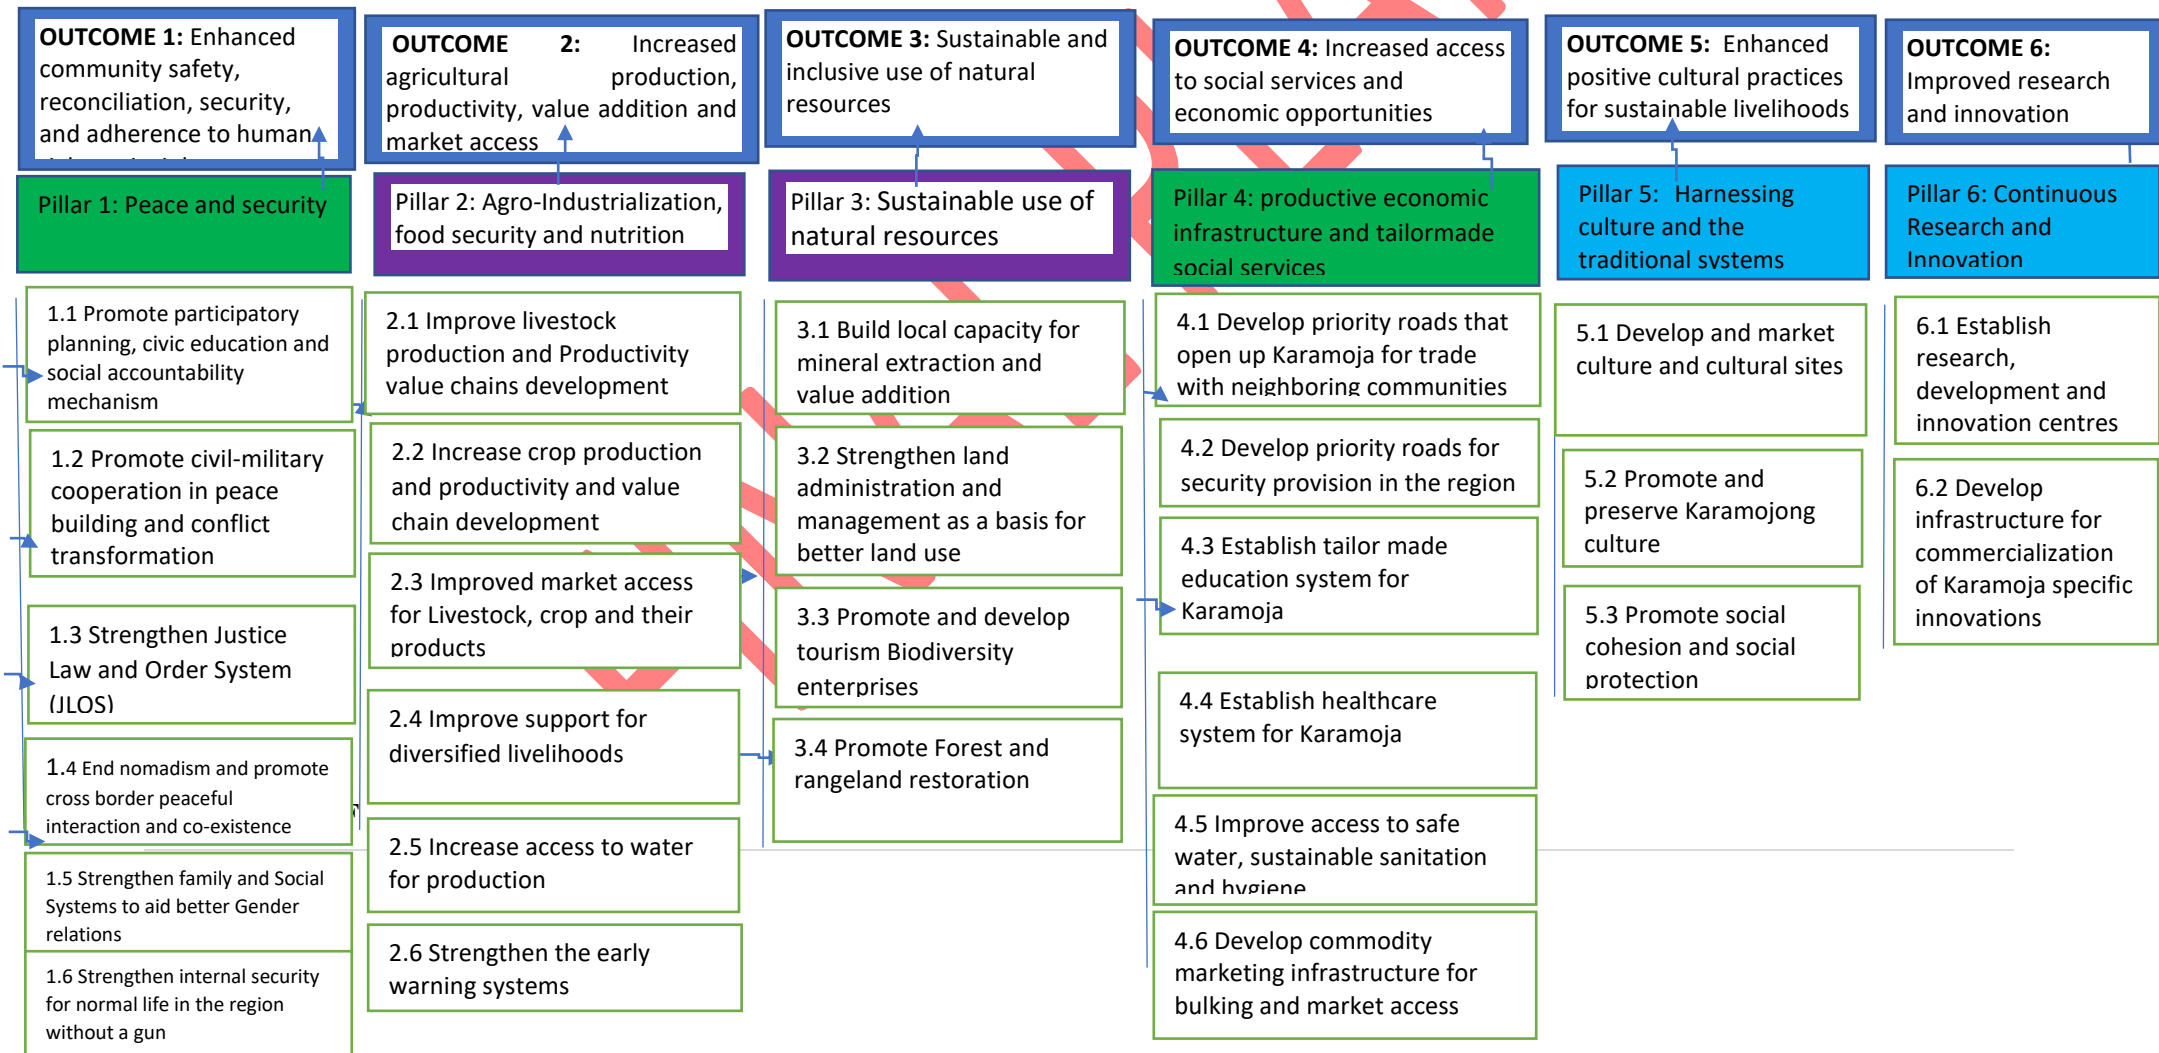 OUTCOME 1: Enhanced
community safety,
reconciliation, security,
and adherence to human
OUTCOME 2: Increased
agricultural production,
productivity, value addition and
market access
OUTCOME 3: Sustainable and
inclusive use of natural
resources
OUTCOME 4: Increased access
to social services and
economic opportunities
OUTCOME 5: Enhanced
positive cultural practices
for sustainable livelihoods
OUTCOME 6:
Improved research
and innovation
Pillar 1: Peace and security
Pillar 2: Agro-Industrialization,
food security and nutrition
Pillar 3: Sustainable use of
natural resources
Pillar 4: productive economic
infrastructure and tailormade
social services
Pillar 5: Harnessing
culture and the
traditional systems
Pillar 6: Continuous
Research and
Innovation
1.1 Promote participatory
planning, civic education and
social accountability
mechanism
1.2 Promote civil-military
cooperation in peace
building and conflict
transformation
1.3 Strengthen Justice
Law and Order System
(JLOS)
1.4 End nomadism and promote
cross border peaceful
interaction and co-existence
1.5 Strengthen family and Social
Systems to aid better Gender
relations
1.6 Strengthen internal security
for normal life in the region
without a gun
2.1 Improve livestock
production and Productivity
value chains development
2.2 Increase crop production
and productivity and value
chain development
2.3 Improved market access
for Livestock, crop and their
products
2.4 Improve support for
diversified livelihoods
2.5 Increase access to water
for production
2.6 Strengthen the early
warning systems
3.1 Build local capacity for
mineral extraction and
value addition
3.2 Strengthen land
administration and
management as a basis for
better land use
3.3 Promote and develop
tourism Biodiversity
enterprises
3.4 Promote Forest and
rangeland restoration
4.1 Develop priority roads that
open up Karamoja for trade
with neighboring communities
4.2 Develop priority roads for
security provision in the region
4.3 Establish tailor made
education system for
Karamoja
4.4 Establish healthcare
system for Karamoja
4.5 Improve access to safe
water, sustainable sanitation
and hygiene
4.6 Develop commodity
marketing infrastructure for
bulking and market access
5.1 Develop and market
culture and cultural sites
5.2 Promote and
preserve Karamojong
culture
5.3 Promote social
cohesion and social
protection
6.1 Establish
research,
development and
innovation centres
6.2 Develop
infrastructure for
commercialization
of Karamoja specific
innovations